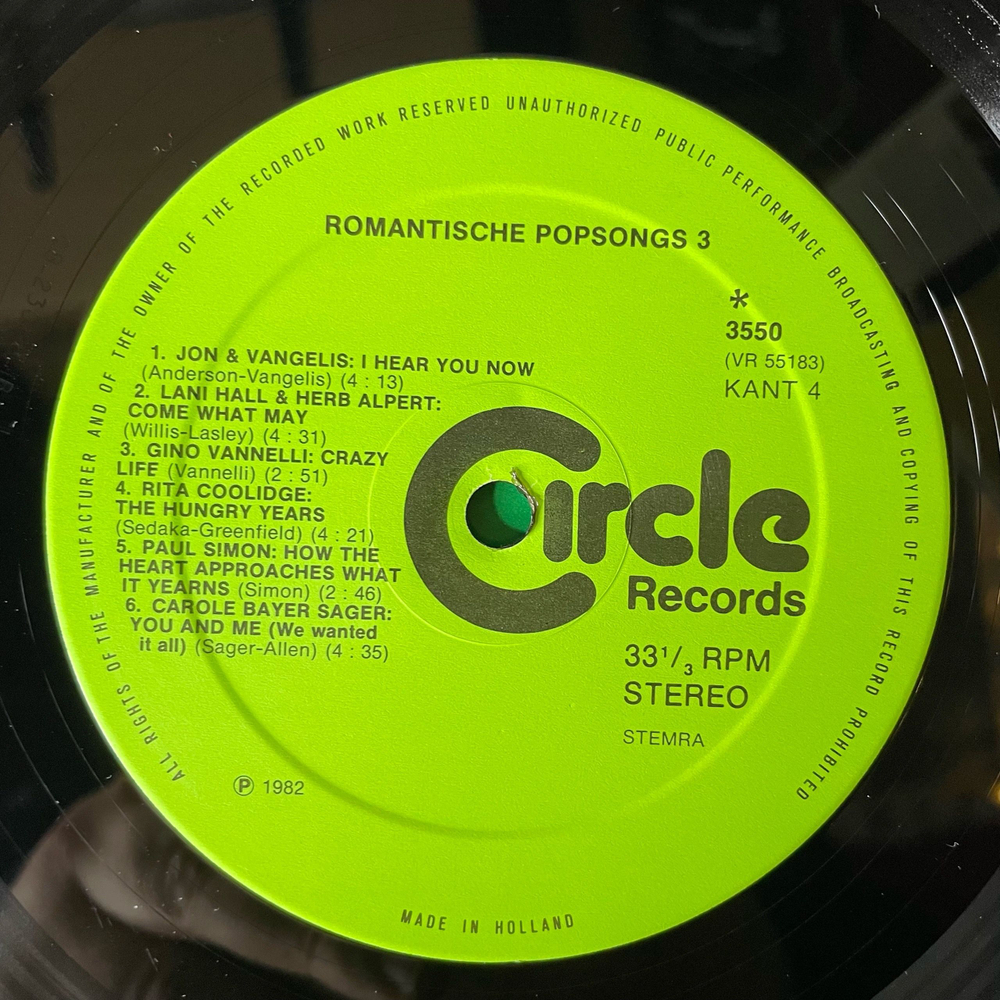 ALL RIGHTS OF THE MANUFACTURER AND OF THE OWNER OF THE RECORDED WORK RESERVED UNAUTHORIZED PUBLIC PERFORMANCE BROADCASTING AND COPYING OF THIS RECORD PROHIBITED
ROMANTISCHE POPSONGS 3
*
3550
(VR 55183)
KANT 4
1. JON & VANGELIS: I HEAR YOU NOW
(Anderson-Vangelis) (4 : 13)
2. LANI HALL & HERB ALPERT:
COME WHAT MAY
(Willis-Lasley) (4 : 31)
3. GINO VANNELLI: CRAZY
LIFE (Vannelli) (2 : 51)
4. RITA COOLIDGE:
THE HUNGRY YEARS
(Sedaka-Greenfield) (4 : 21)
5. PAUL SIMON: HOW THE
HEART APPROACHES WHAT
IT YEARNS (Simon) (2 : 46)
6. CAROLE BAYER SAGER:
YOU AND ME (We wanted
it all) (Sager-Allen) (4 : 35)
Circle
Records
33¹/₃ RPM
STEREO
STEMRA
Ⓟ 1982
MADE IN HOLLAND